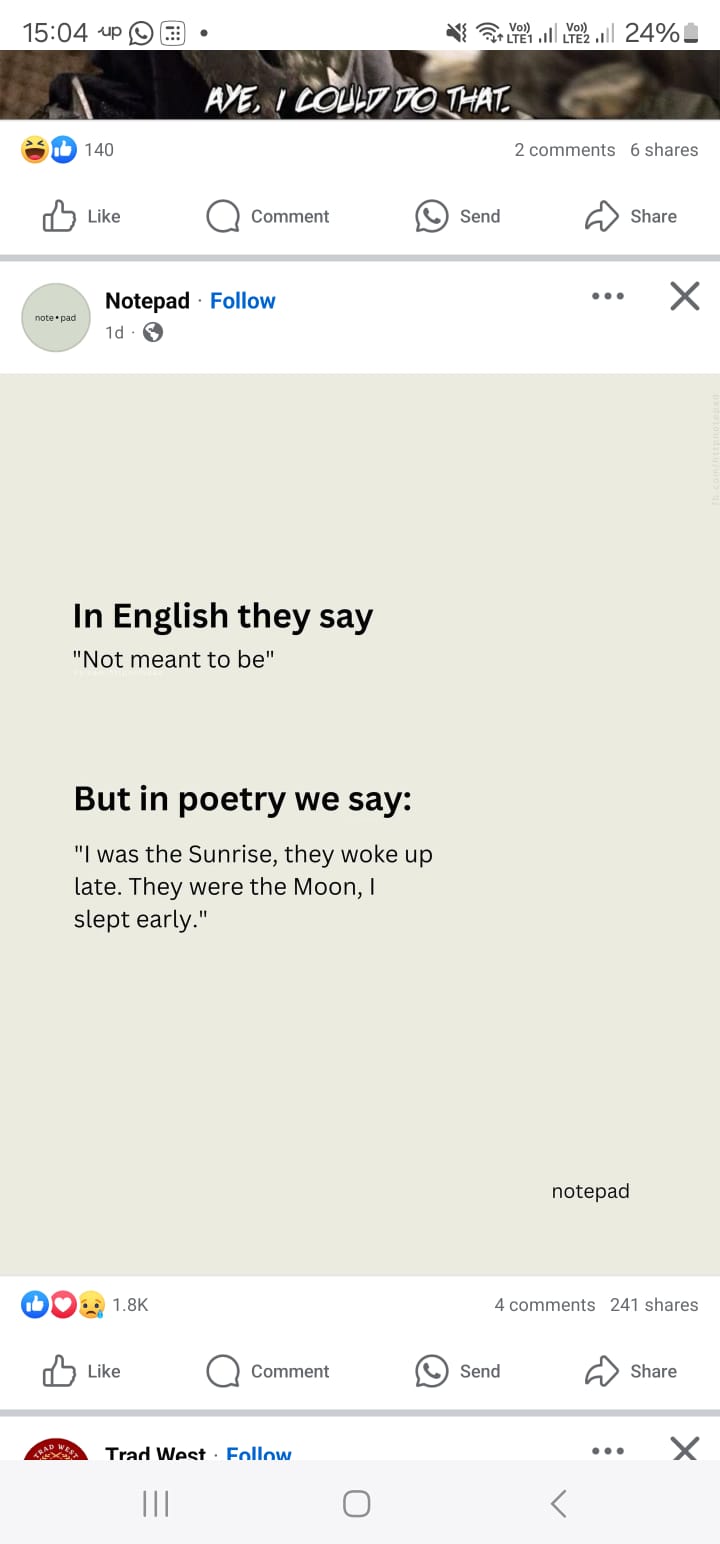 15:04 up
Vo)) LTE1 Vo)) LTE2 24%
AYE, I COULD DO THAT.
140 2 comments 6 shares
Like Comment Send Share
note•pad
Notepad · Follow
1d ·
In English they say
"Not meant to be"
But in poetry we say:
"I was the Sunrise, they woke up
late. They were the Moon, I
slept early."
notepad
1.8K 4 comments 241 shares
Like Comment Send Share
TRAD WEST
Trad West · Follow